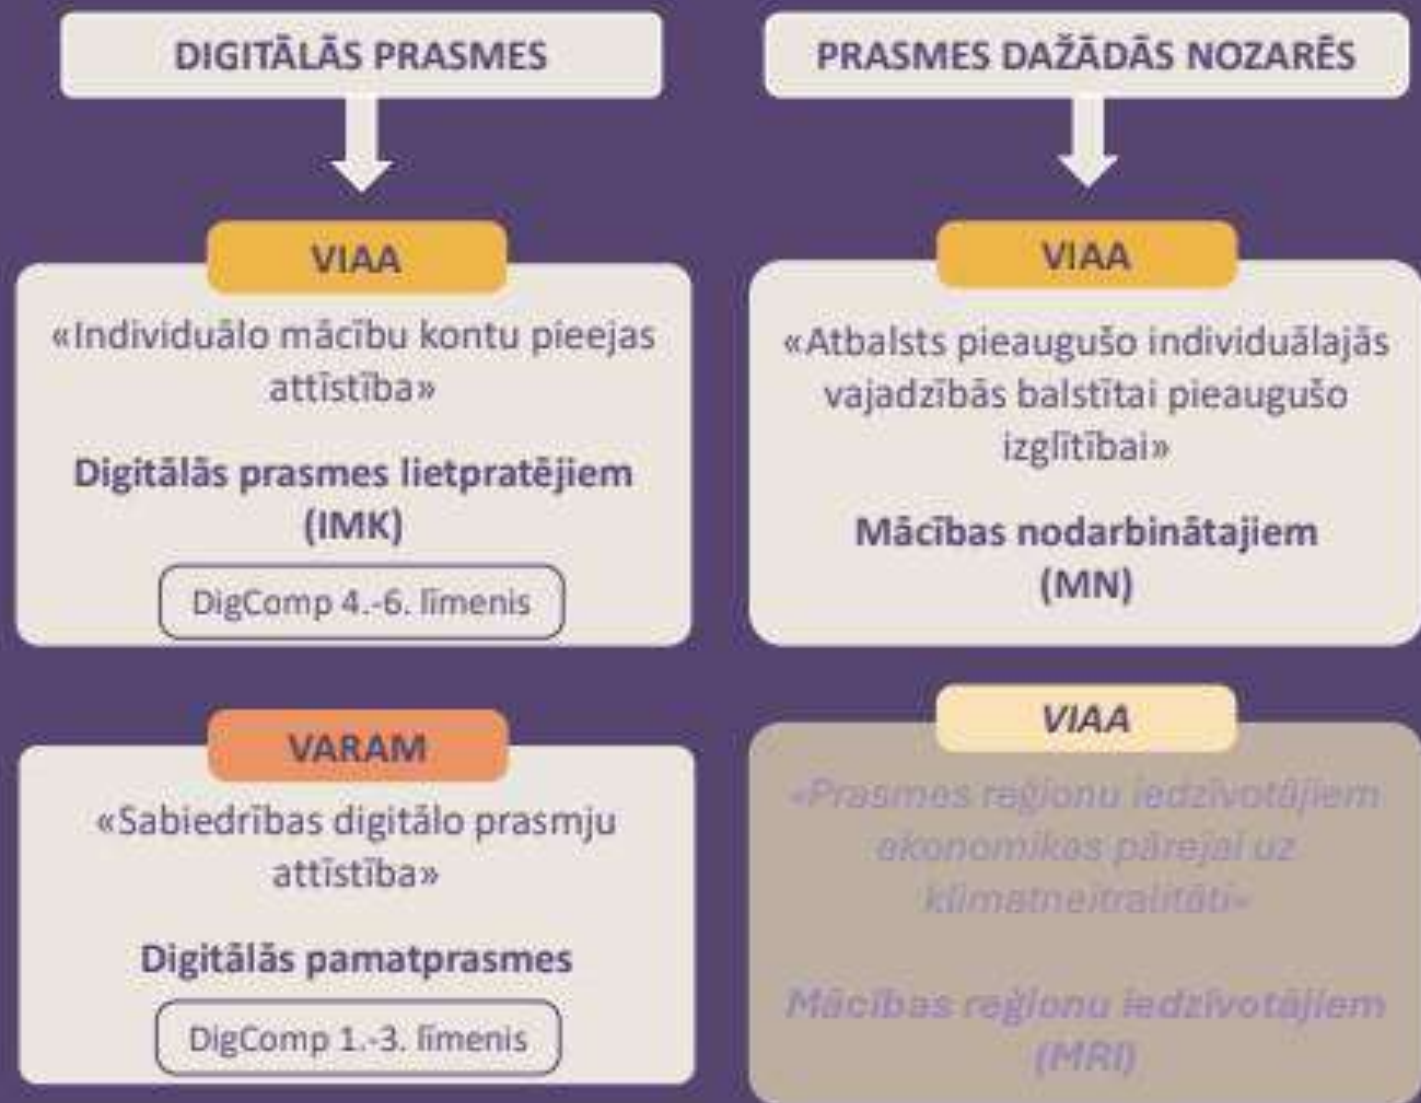 DIGITĀLĀS PRASMES
VIAA
«Individuālo mācību kontu pieejas
attīstība»
Digitālās prasmes lietpratējiem
(IMK)
DigComp 4.-6. līmenis
VARAM
«Sabiedrības digitālo prasmju
attīstība»
Digitālās pamatprasmes
DigComp 1.-3. līmenis
PRASMES DAŽĀDĀS NOZARĒS
VIAA
«Atbalsts pieaugušo individuālajās
vajadzībās balstītai pieaugušo
izglītībai»
Mācības nodarbinātajiem
(MN)
VIAA
«Prasmes reģionu iedzīvotājiem
ekonomikas pārejai uz
klimatneitralitāti»
Mācības reģionu iedzīvotājiem
(MRI)